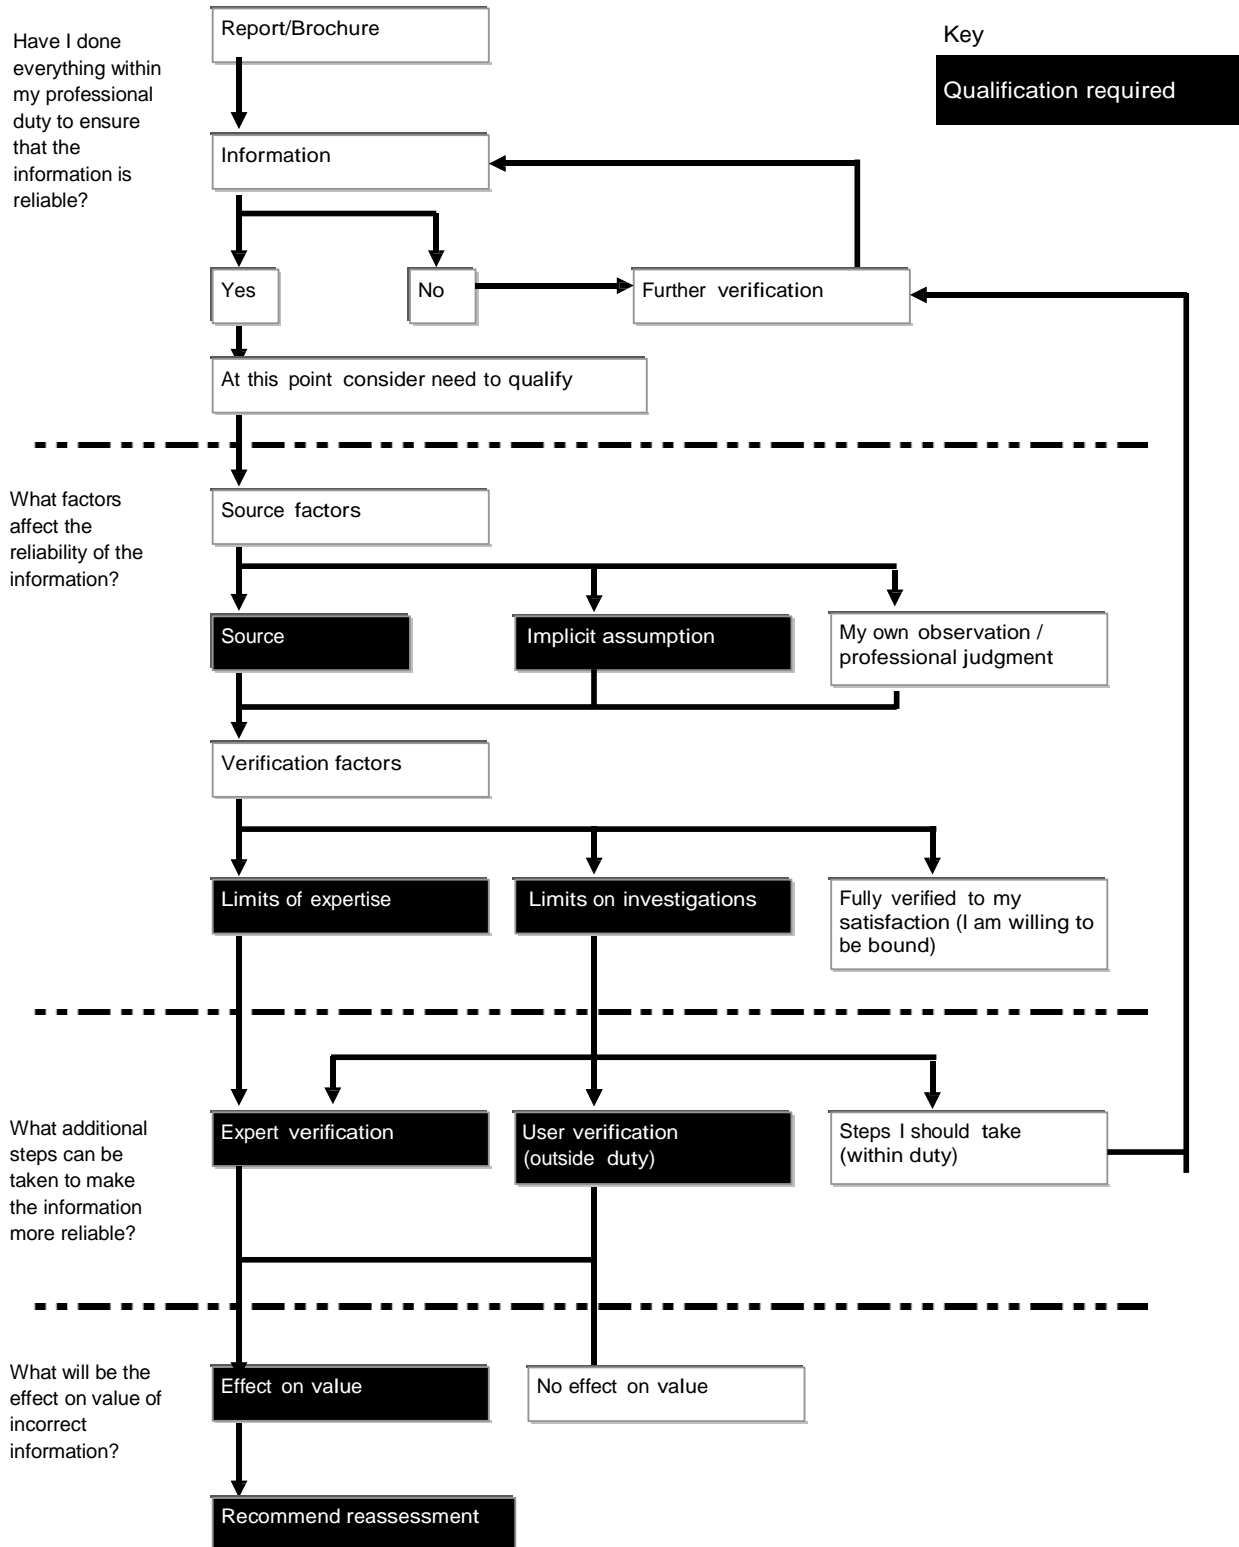 Report/Brochure
Key
Have I done
everything within
my professional
duty to ensure
that the
information is
reliable?
Qualification required
Information
Yes
No
Further verification
At this point consider need to qualify
What factors
affect the
reliability of the
information?
Source factors
Source
Implicit assumption
My own observation /
professional judgment
Verification factors
Limits of expertise
Limits on investigations
Fully verified to my
satisfaction (I am willing to
be bound)
What additional
steps can be
taken to make
the information
more reliable?
Expert verification
User verification
(outside duty)
Steps I should take
(within duty)
What will be the
effect on value of
incorrect
information?
Effect on value
No effect on value
Recommend reassessment